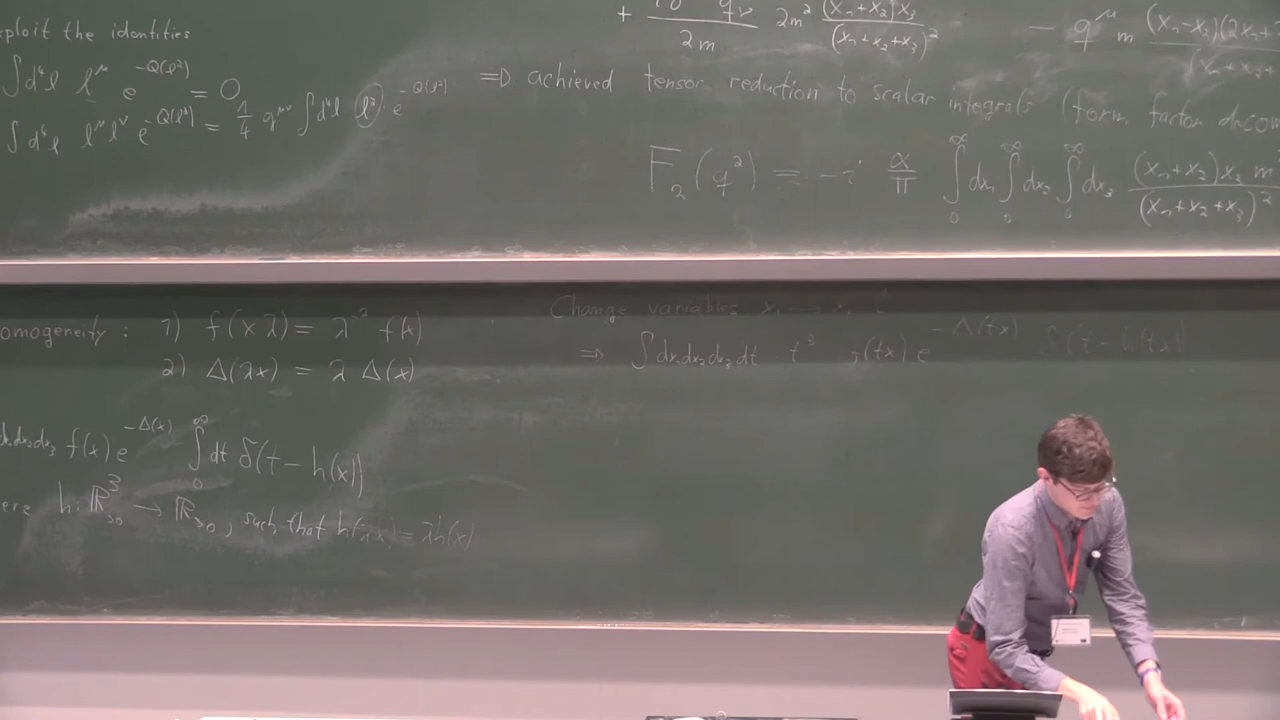 exploit the identities
∫d⁴l l^μ e^{-Q(l²)} = 0
∫d⁴l l^μ l^ν e^{-Q(l²)} = 1/4 g^{μν} ∫d⁴l l² e^{-Q(l²)}
+ 2m 2m² (x₁+x₂)x₃/(x₁+x₂+x₃)² - q^μ m
⇒ achieved tensor reduction to scalar integrals (form factor decom
F₂(q²) = -i α/π ∫₀^∞dx₁ ∫₀^∞dx₂ ∫₀^∞dx₃ (x₁+x₂)x₃ m/(x₁+x₂+x₃)²
omogeneity : 1) f(xλ) = λ⁻² f(x)
2) Δ(λx) = λ Δ(x)
dx₁dx₂dx₃ f(x) e^{-Δ(x)} ∫₀^∞ dt δ(t-h(x))
ere h: ℝ³_{>0} → ℝ_{>0}, such that h(λx) = λh(x)
Change variables x₁ → x₁ t
⇒ ∫dx₁dx₂dx₃dt · t³ f(tx) e^{-Δ(tx)} δ(t-h(tx))